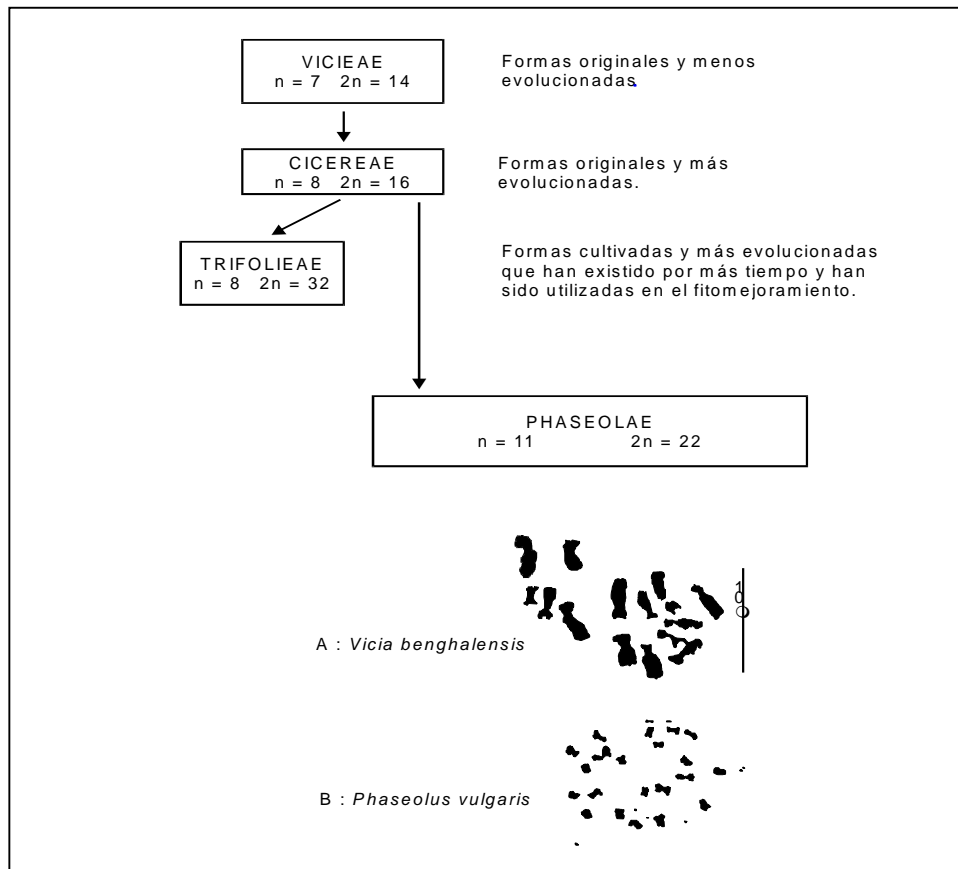 VICIEAE
n = 7 2n = 14
Formas originales y menos
evolucionadas.
CICEREAE
n = 8 2n = 16
Formas originales y más
evolucionadas.
TRIFOLIEAE
n = 8 2n = 32
Formas cultivadas y más evolucionadas
que han existido por más tiempo y han
sido utilizadas en el fitomejoramiento.
PHASEOLAE
n = 11 2n = 22
10
A : Vicia benghalensis
B : Phaseolus vulgaris